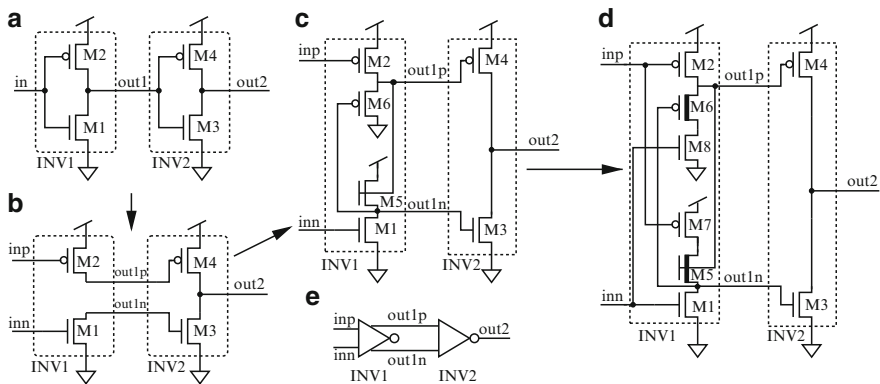 a
M2
M4
in
out1
out2
M1
M3
INV1
INV2
b
inp
M2
M4
out1p
out1n
out2
inn
M1
M3
INV1
INV2
c
inp
M2
out1p
M4
M6
out2
M5
out1n
inn
M1
M3
INV1
INV2
d
inp
M2
out1p
M4
M6
M8
out2
M7
M5
out1n
inn
M1
M3
INV1
INV2
e
inp
out1p
out2
inn
out1n
INV1
INV2